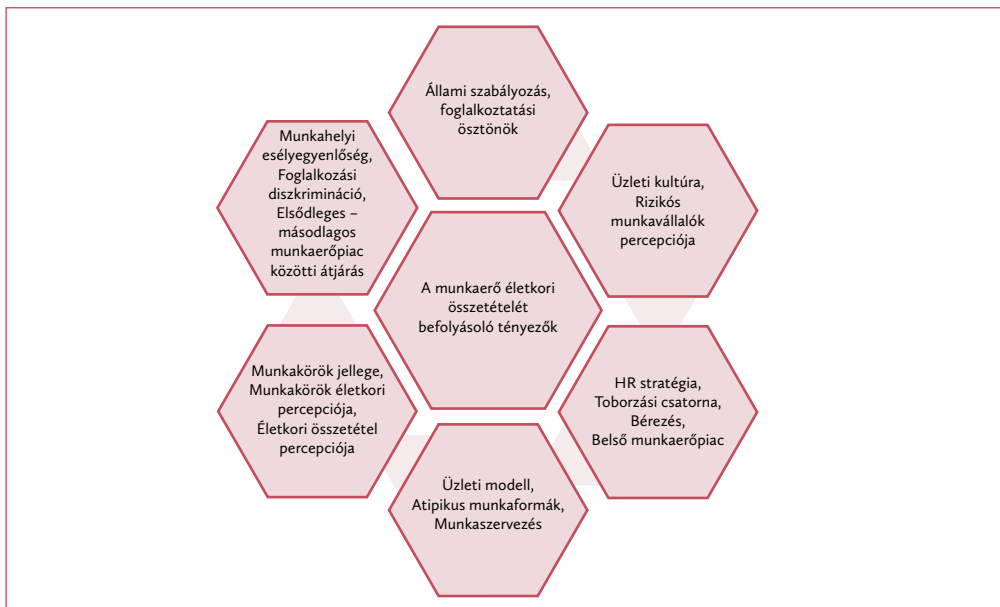 Állami szabályozás,
foglalkoztatási
ösztönök
Munkahelyi
esélyegyenlőség,
Foglalkozási
diszkrimináció,
Elsődleges –
másodlagos
munkaerőpiac
közötti átjárás
Üzleti kultúra,
Rizikós
munkavállalók
percepciója
A munkaerő életkori
összetételét
befolyásoló tényezők
Munkakörök jellege,
Munkakörök életkori
percepciója,
Életkori összetétel
percepciója
HR stratégia,
Toborzási csatorna,
Bérezés,
Belső munkaerőpiac
Üzleti modell,
Atipikus munkaformák,
Munkaszervezés